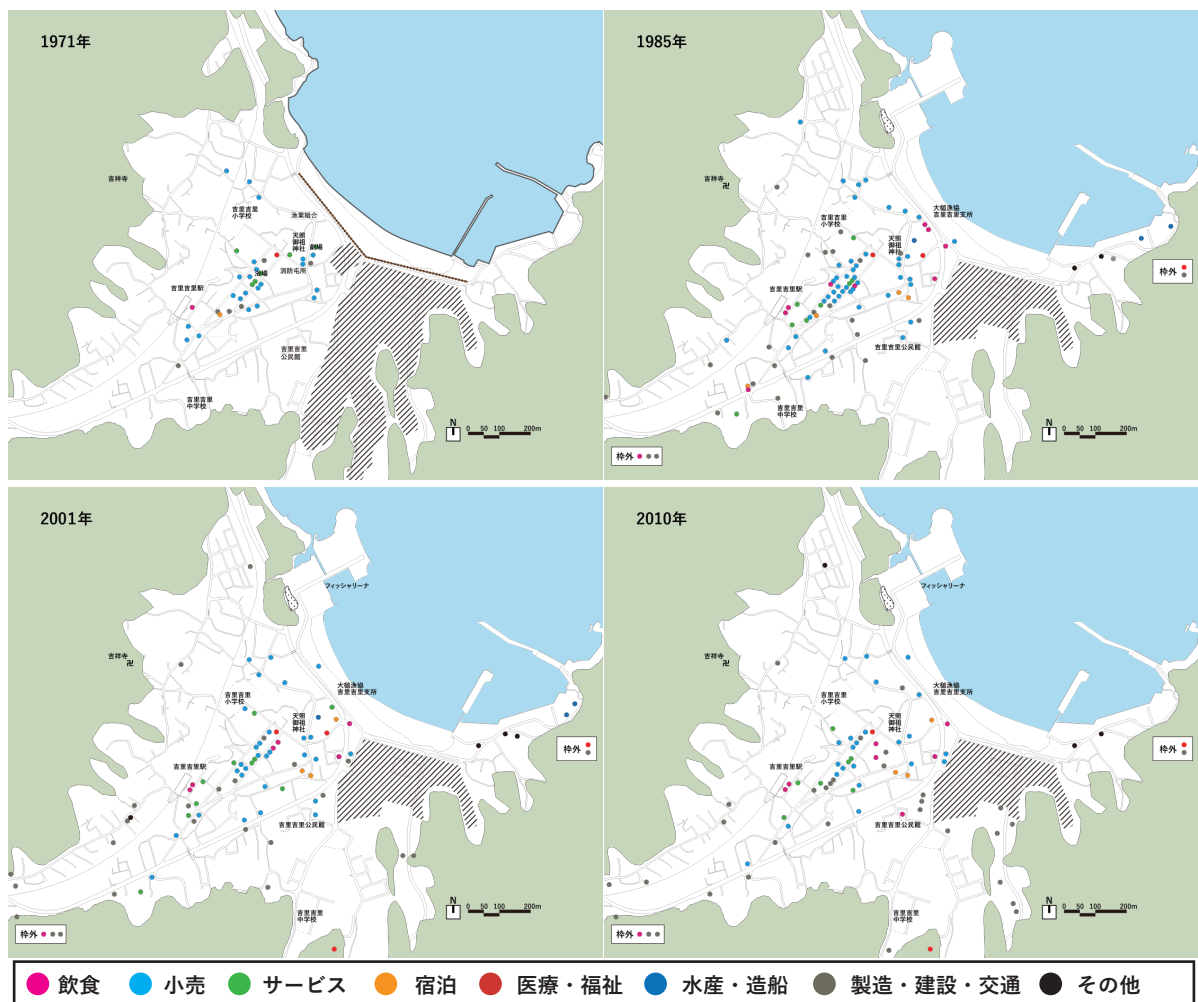 1971年
吉祥寺
吉里吉里
小学校
漁業組合
天照
御祖
神社
劇場
消防屯所
浴場
吉里吉里駅
吉里吉里
公民館
吉里吉里
中学校
N
0 50 100 200m
1985年
吉祥寺
卍
吉里吉里
小学校
大槌漁協
吉里吉里支所
天照
御祖
神社
枠外
吉里吉里駅
吉里吉里公民館
吉里吉里
中学校
N
0 50 100 200m
枠外
2001年
フィッシャリーナ
吉祥寺
卍
吉里吉里
小学校
大槌漁協
吉里吉里支所
天照
御祖
神社
枠外
吉里吉里駅
吉里吉里公民館
吉里吉里
中学校
N
0 50 100 200m
枠外
2010年
フィッシャリーナ
吉祥寺
卍
吉里吉里
小学校
大槌漁協
吉里吉里支所
天照
御祖
神社
枠外
吉里吉里駅
吉里吉里公民館
吉里吉里
中学校
N
0 50 100 200m
枠外
飲食 小売 サービス 宿泊 医療・福祉 水産・造船 製造・建設・交通 その他